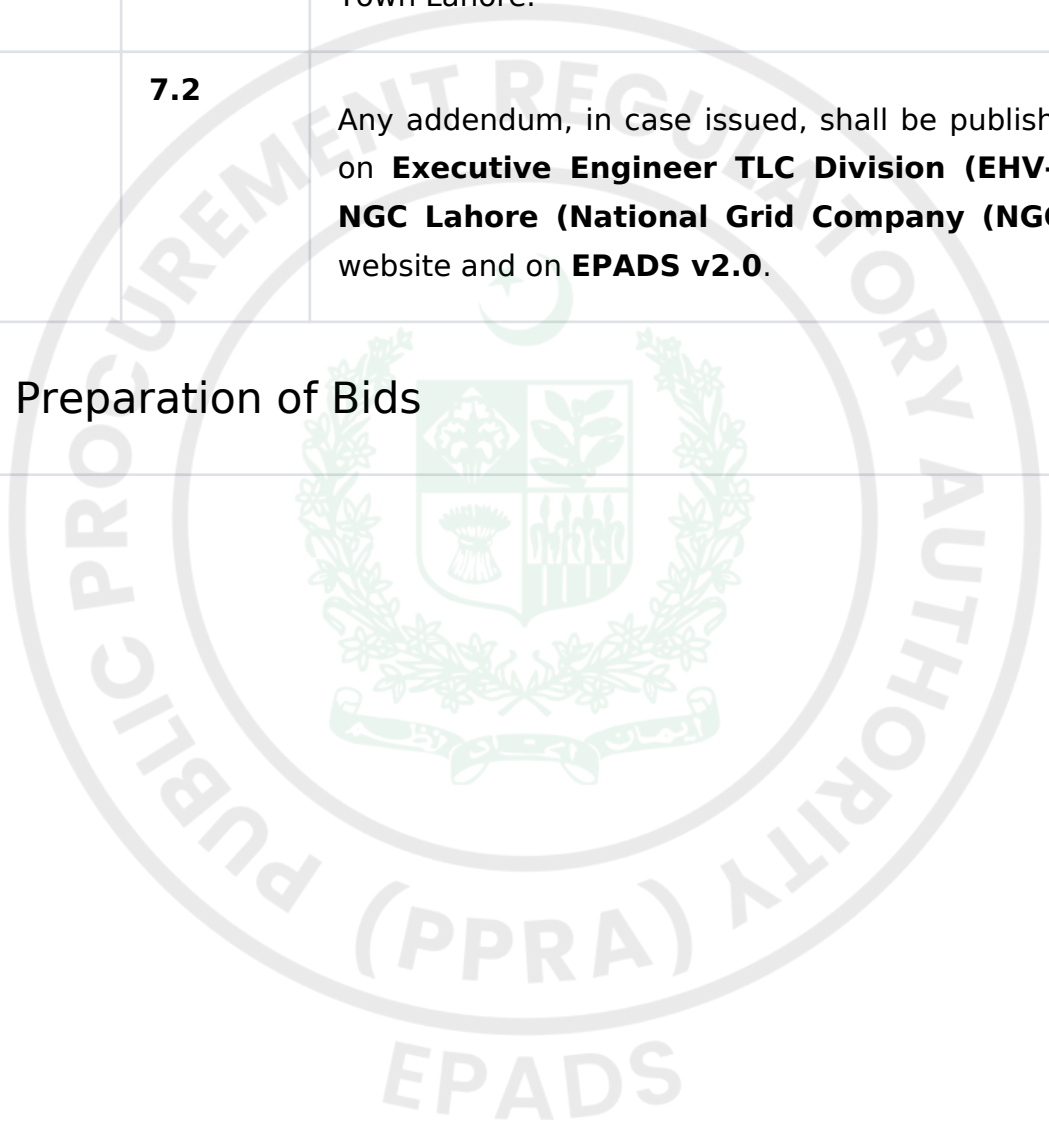 Town Lahore.
7.2
Any addendum, in case issued, shall be publish
on Executive Engineer TLC Division (EHV-
NGC Lahore (National Grid Company (NGC
website and on EPADS v2.0.
Preparation of Bids
PUBLIC PROCUREMENT REGULATORY AUTHORITY
(PPRA)
EPADS